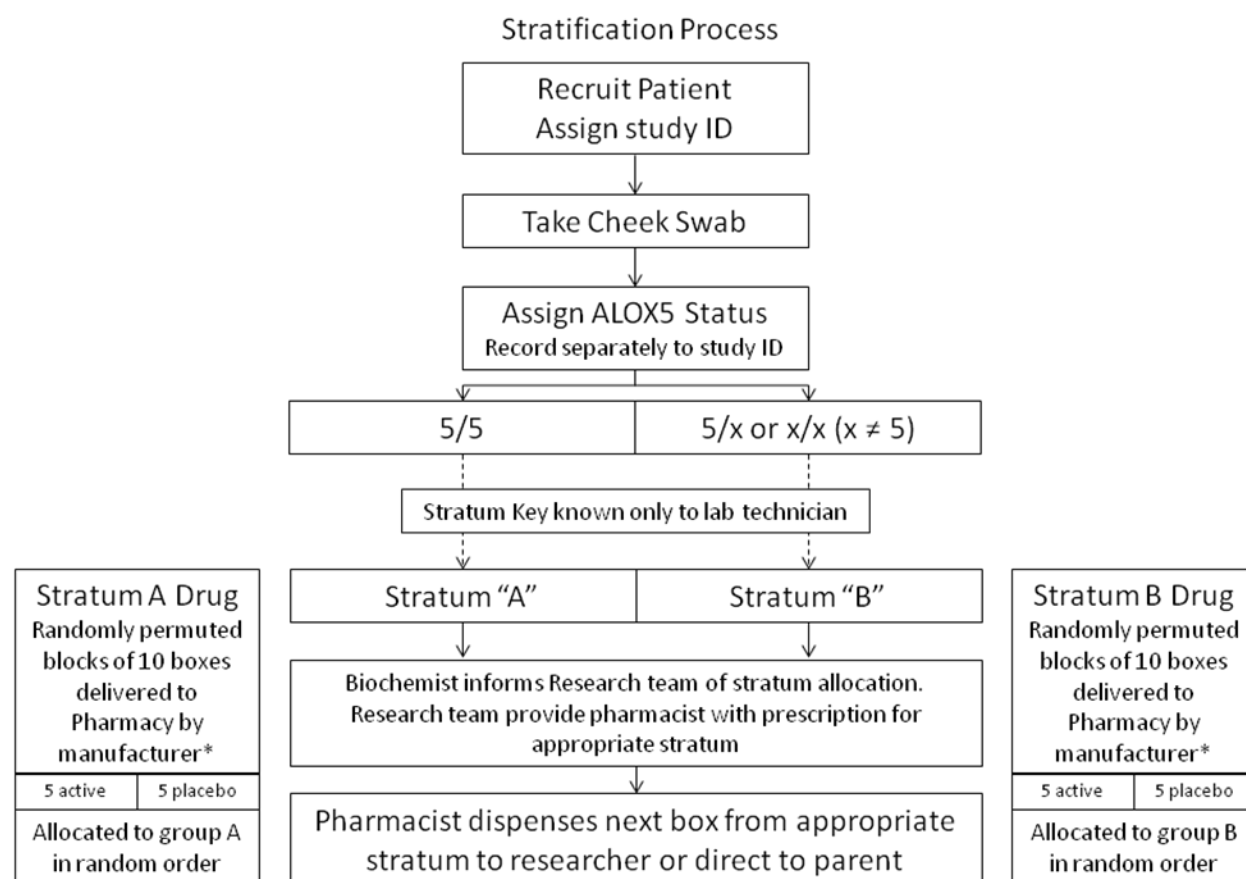 Stratification Process
Recruit Patient
Assign study ID
Take Cheek Swab
Assign ALOX5 Status
Record separately to study ID
5/5
5/x or x/x (x ≠ 5)
Stratum Key known only to lab technician
Stratum A Drug
Randomly permuted
blocks of 10 boxes
delivered to
Pharmacy by
manufacturer*
5 active
5 placebo
Allocated to group A
in random order
Stratum “A”
Stratum “B”
Biochemist informs Research team of stratum allocation.
Research team provide pharmacist with prescription for
appropriate stratum
Pharmacist dispenses next box from appropriate
stratum to researcher or direct to parent
Stratum B Drug
Randomly permuted
blocks of 10 boxes
delivered to
Pharmacy by
manufacturer*
5 active
5 placebo
Allocated to group B
in random order